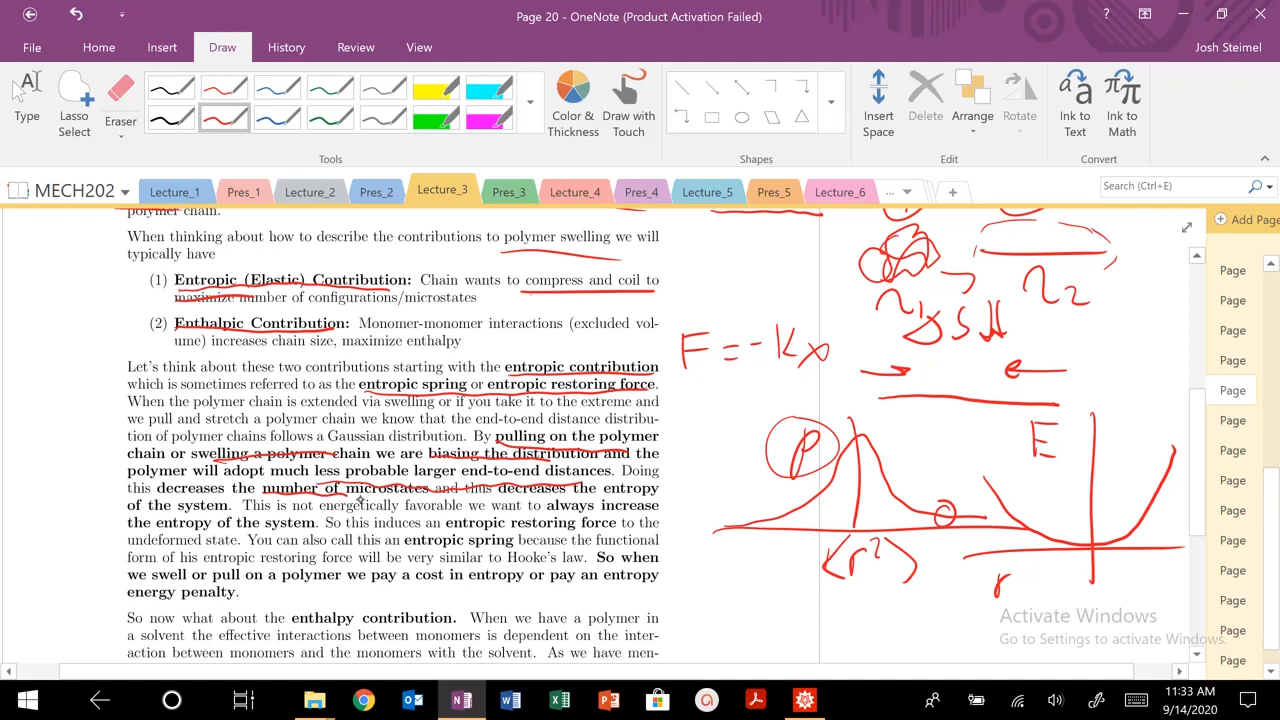 Page 20 - OneNote (Product Activation Failed)
?
File
Home
Insert
Draw
History
Review
View
Josh Steimel
Type
Lasso
Select
Eraser
Color &
Thickness
Draw with
Touch
Insert
Space
Delete
Arrange
Rotate
Ink to
Text
Ink to
Math
Tools
Shapes
Edit
Convert
MECH202
Lecture_1
Pres_1
Lecture_2
Pres_2
Lecture_3
Pres_3
Lecture_4
Pres_4
Lecture_5
Pres_5
Lecture_6
...
Search (Ctrl+E)
Add Page
polymer chain.
When thinking about how to describe the contributions to polymer swelling we will
typically have
(1) Entropic (Elastic) Contribution: Chain wants to compress and coil to
maximize number of configurations/microstates
(2) Enthalpic Contribution: Monomer-monomer interactions (excluded vol-
ume) increases chain size, maximize enthalpy
Let's think about these two contributions starting with the entropic contribution
which is sometimes referred to as the entropic spring or entropic restoring force.
When the polymer chain is extended via swelling or if you take it to the extreme and
we pull and stretch a polymer chain we know that the end-to-end distance distribu-
tion of polymer chains follows a Gaussian distribution. By pulling on the polymer
chain or swelling a polymer chain we are biasing the distribution and the
polymer will adopt much less probable larger end-to-end distances. Doing
this decreases the number of microstates and thus decreases the entropy
of the system. This is not energetically favorable we want to always increase
the entropy of the system. So this induces an entropic restoring force to the
undeformed state. You can also call this an entropic spring because the functional
form of his entropic restoring force will be very similar to Hooke's law. So when
we swell or pull on a polymer we pay a cost in entropy or pay an entropy
energy penalty.
So now what about the enthalpy contribution. When we have a polymer in
a solvent the effective interactions between monomers is dependent on the inter-
action between monomers and the monomers with the solvent. As we have men-
F = -kx
P
E
⟨r²⟩
r
Page
Page
Page
Page
Page
Page
Page
Page
Page
Page
Page
Page
Page
Page
Activate Windows
Go to Settings to activate Windows.
11:33 AM
9/14/2020